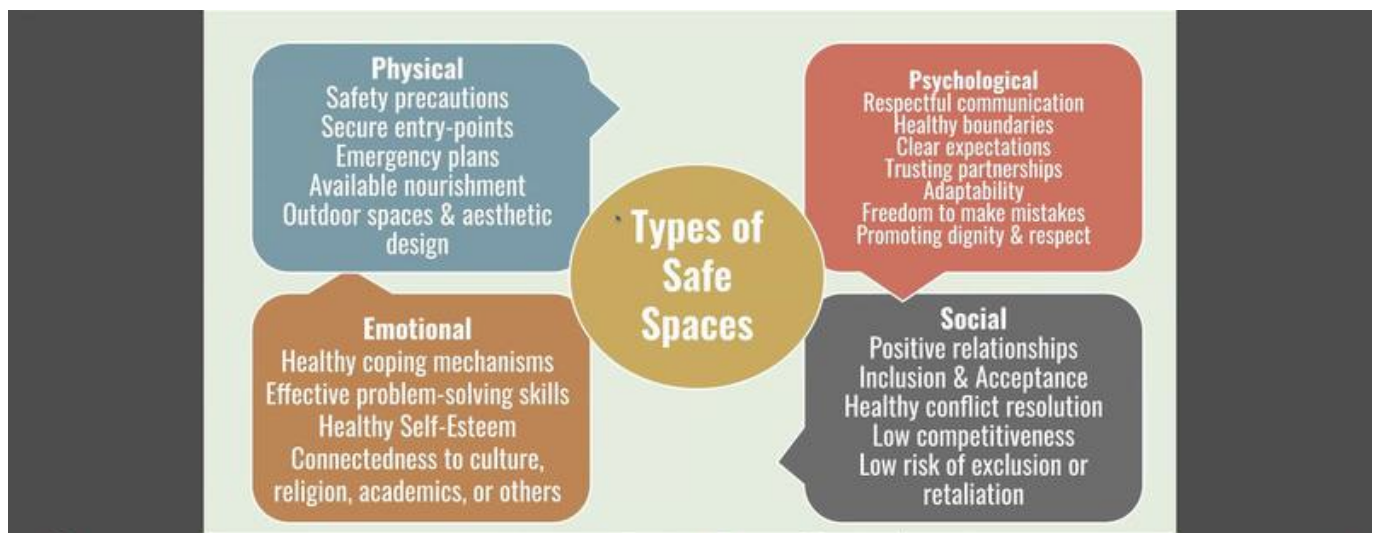 Physical
Safety precautions
Secure entry-points
Emergency plans
Available nourishment
Outdoor spaces & aesthetic
design
Psychological
Respectful communication
Healthy boundaries
Clear expectations
Trusting partnerships
Adaptability
Freedom to make mistakes
Promoting dignity & respect
Types of
Safe
Spaces
Emotional
Healthy coping mechanisms
Effective problem-solving skills
Healthy Self-Esteem
Connectedness to culture,
religion, academics, or others
Social
Positive relationships
Inclusion & Acceptance
Healthy conflict resolution
Low competitiveness
Low risk of exclusion or
retaliation